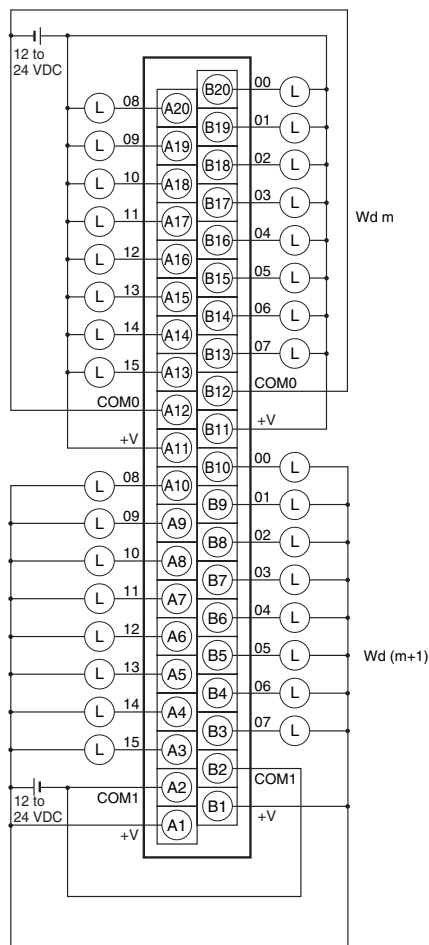 12 to
24 VDC
L 08 A20 B20 00 L
L 09 A19 B19 01 L
L 10 A18 B18 02 L
L 11 A17 B17 03 L
Wd m
L 12 A16 B16 04 L
L 13 A15 B15 05 L
L 14 A14 B14 06 L
L 15 A13 B13 07 L
COM0 A12 B12 COM0
+V A11 B11 +V
L 08 A10 B10 00 L
L 09 A9 B9 01 L
L 10 A8 B8 02 L
L 11 A7 B7 03 L
L 12 A6 B6 04 L
L 13 A5 B5 05 L
Wd (m+1)
L 14 A4 B4 06 L
L 15 A3 B3 07 L
12 to
24 VDC
COM1 A2 B2 COM1
+V A1 B1 +V